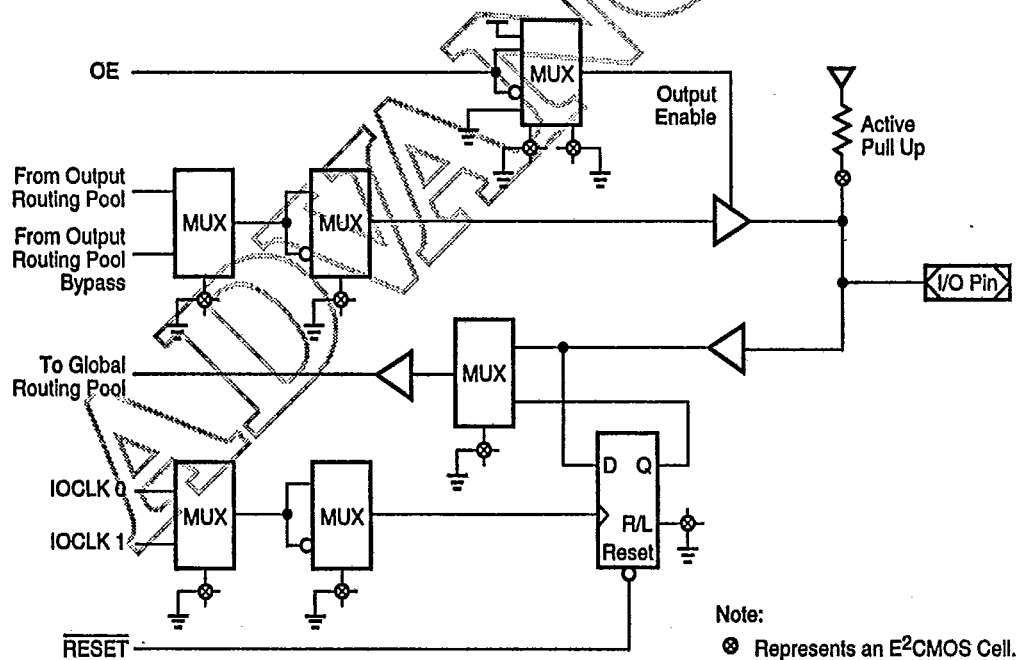 OE
MUX
Output
Enable
Active
Pull Up
From Output
Routing Pool
MUX
MUX
From Output
Routing Pool
Bypass
I/O Pin
To Global
Routing Pool
MUX
D Q
R/L
Reset
IOCLK 0
MUX
MUX
IOCLK 1
RESET
Note:
⊗ Represents an E²CMOS Cell.
ADVANC